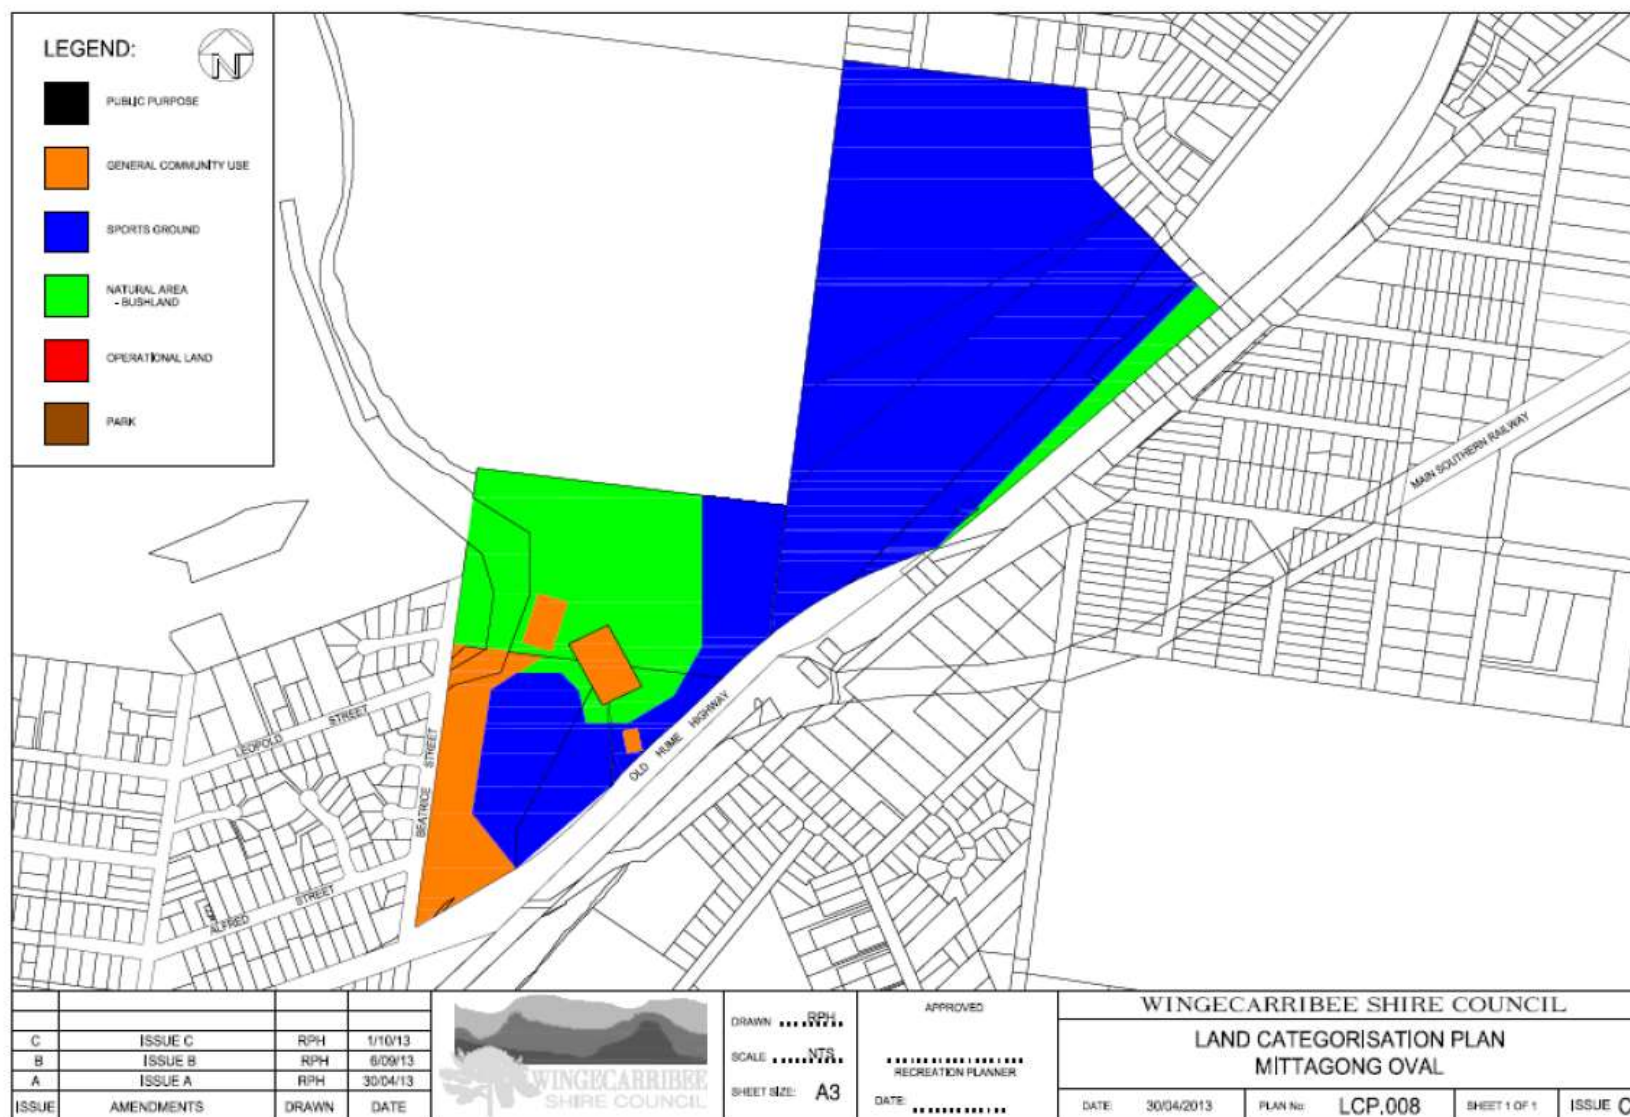 LEGEND:
N
PUBLIC PURPOSE
GENERAL COMMUNITY USE
SPORTS GROUND
NATURAL AREA
- BUSHLAND
OPERATIONAL LAND
PARK
MAIN SOUTHERN RAILWAY
OLD HUME HIGHWAY
LEOPOLD STREET
BEATRICE STREET
ALFRED STREET
C ISSUE C RPH 1/10/13
B ISSUE B RPH 6/09/13
A ISSUE A RPH 30/04/13
ISSUE AMENDMENTS DRAWN DATE
WINGECARRIBEE
SHIRE COUNCIL
DRAWN RPH
SCALE NTS
SHEET SIZE: A3
APPROVED
RECREATION PLANNER
DATE:
WINGECARRIBEE SHIRE COUNCIL
LAND CATEGORISATION PLAN
MITTAGONG OVAL
DATE: 30/04/2013 PLAN No: LCP.008 SHEET 1 OF 1 ISSUE C